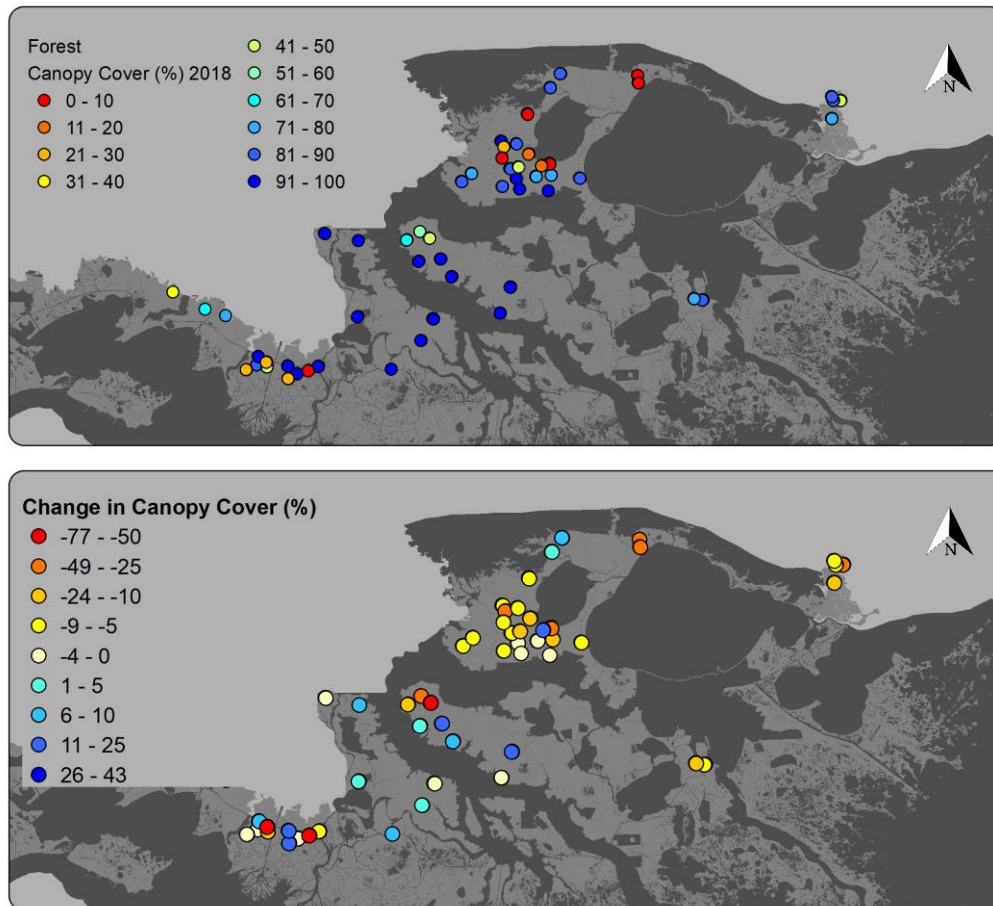 Forest
Canopy Cover (%) 2018
0 - 10
11 - 20
21 - 30
31 - 40
41 - 50
51 - 60
61 - 70
71 - 80
81 - 90
91 - 100
N
Change in Canopy Cover (%)
-77 - -50
-49 - -25
-24 - -10
-9 - -5
-4 - 0
1 - 5
6 - 10
11 - 25
26 - 43
N